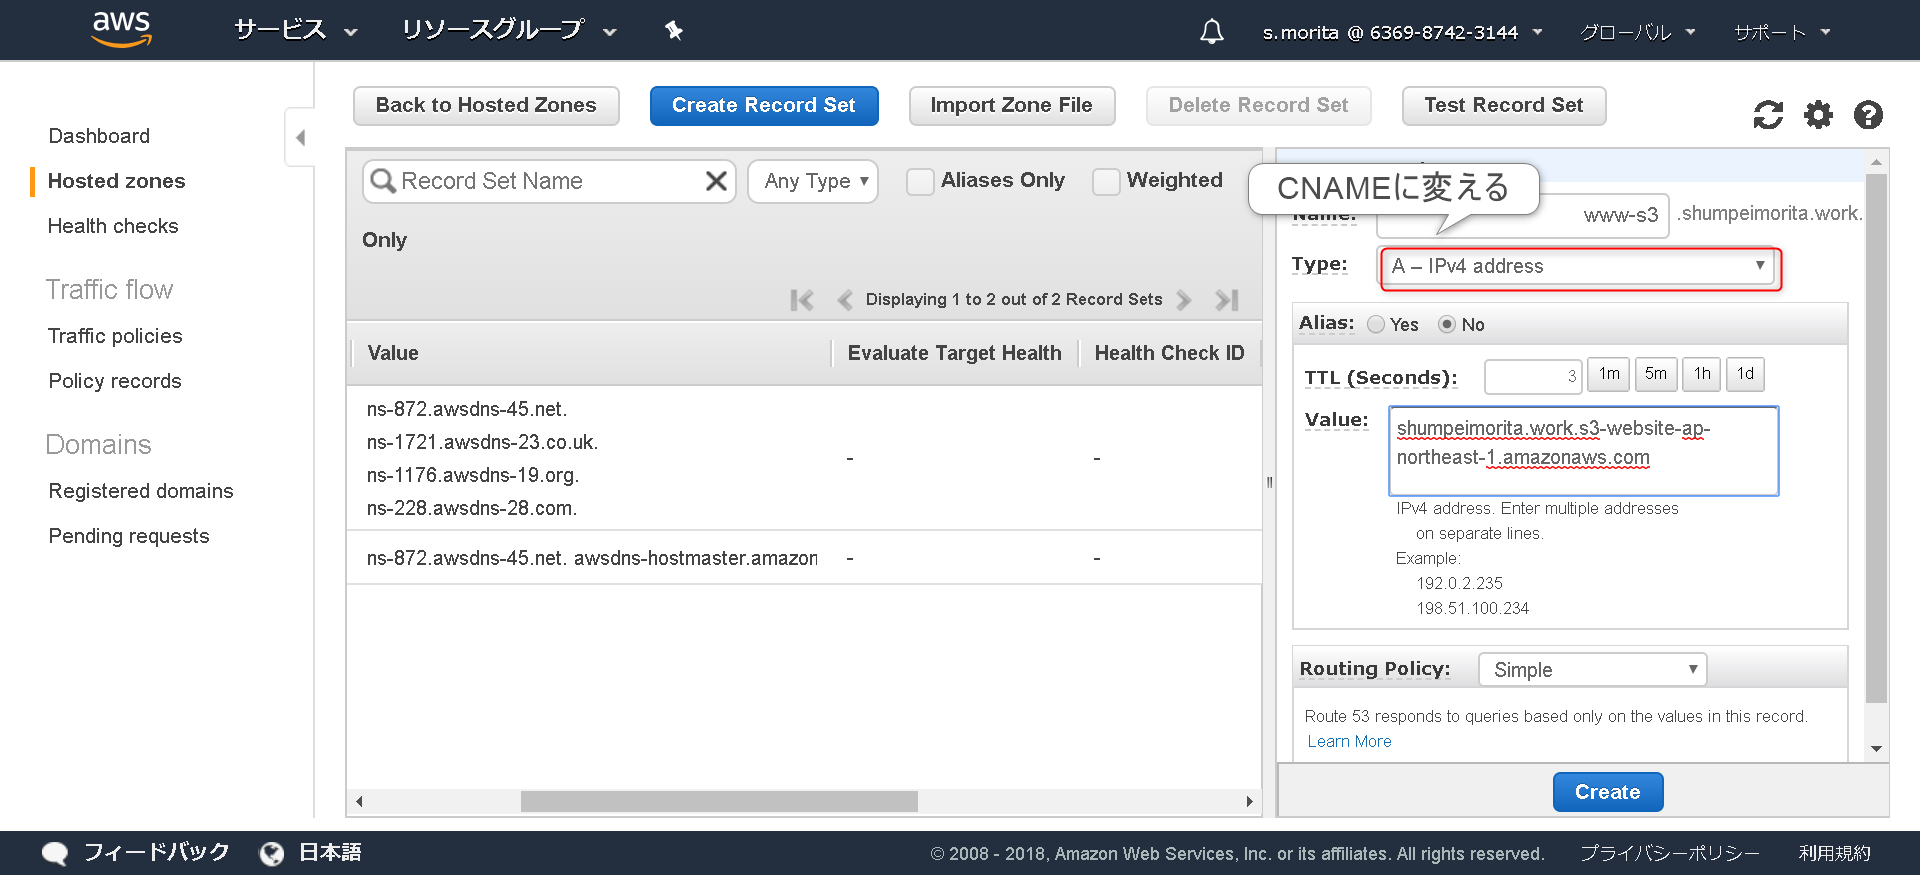 aws
サービス
リソースグループ
s.morita @ 6369-8742-3144
グローバル
サポート
Dashboard
Hosted zones
Health checks
Traffic flow
Traffic policies
Policy records
Domains
Registered domains
Pending requests
Back to Hosted Zones
Create Record Set
Import Zone File
Delete Record Set
Test Record Set
Record Set Name
Any Type
Aliases Only
Weighted
Only
Displaying 1 to 2 out of 2 Record Sets
Value
Evaluate Target Health
Health Check ID
ns-872.awsdns-45.net.
ns-1721.awsdns-23.co.uk.
ns-1176.awsdns-19.org.
ns-228.awsdns-28.com.
-
-
ns-872.awsdns-45.net. awsdns-hostmaster.amazon
-
-
CNAMEに変える
Name:
www-s3
.shumpeimorita.work.
Type:
A – IPv4 address
Alias:
Yes
No
TTL (Seconds):
3
1m
5m
1h
1d
Value:
shumpeimorita.work.s3-website-ap-
northeast-1.amazonaws.com
IPv4 address. Enter multiple addresses
on separate lines.
Example:
192.0.2.235
198.51.100.234
Routing Policy:
Simple
Route 53 responds to queries based only on the values in this record.
Learn More
Create
フィードバック
日本語
© 2008 - 2018, Amazon Web Services, Inc. or its affiliates. All rights reserved.
プライバシーポリシー
利用規約